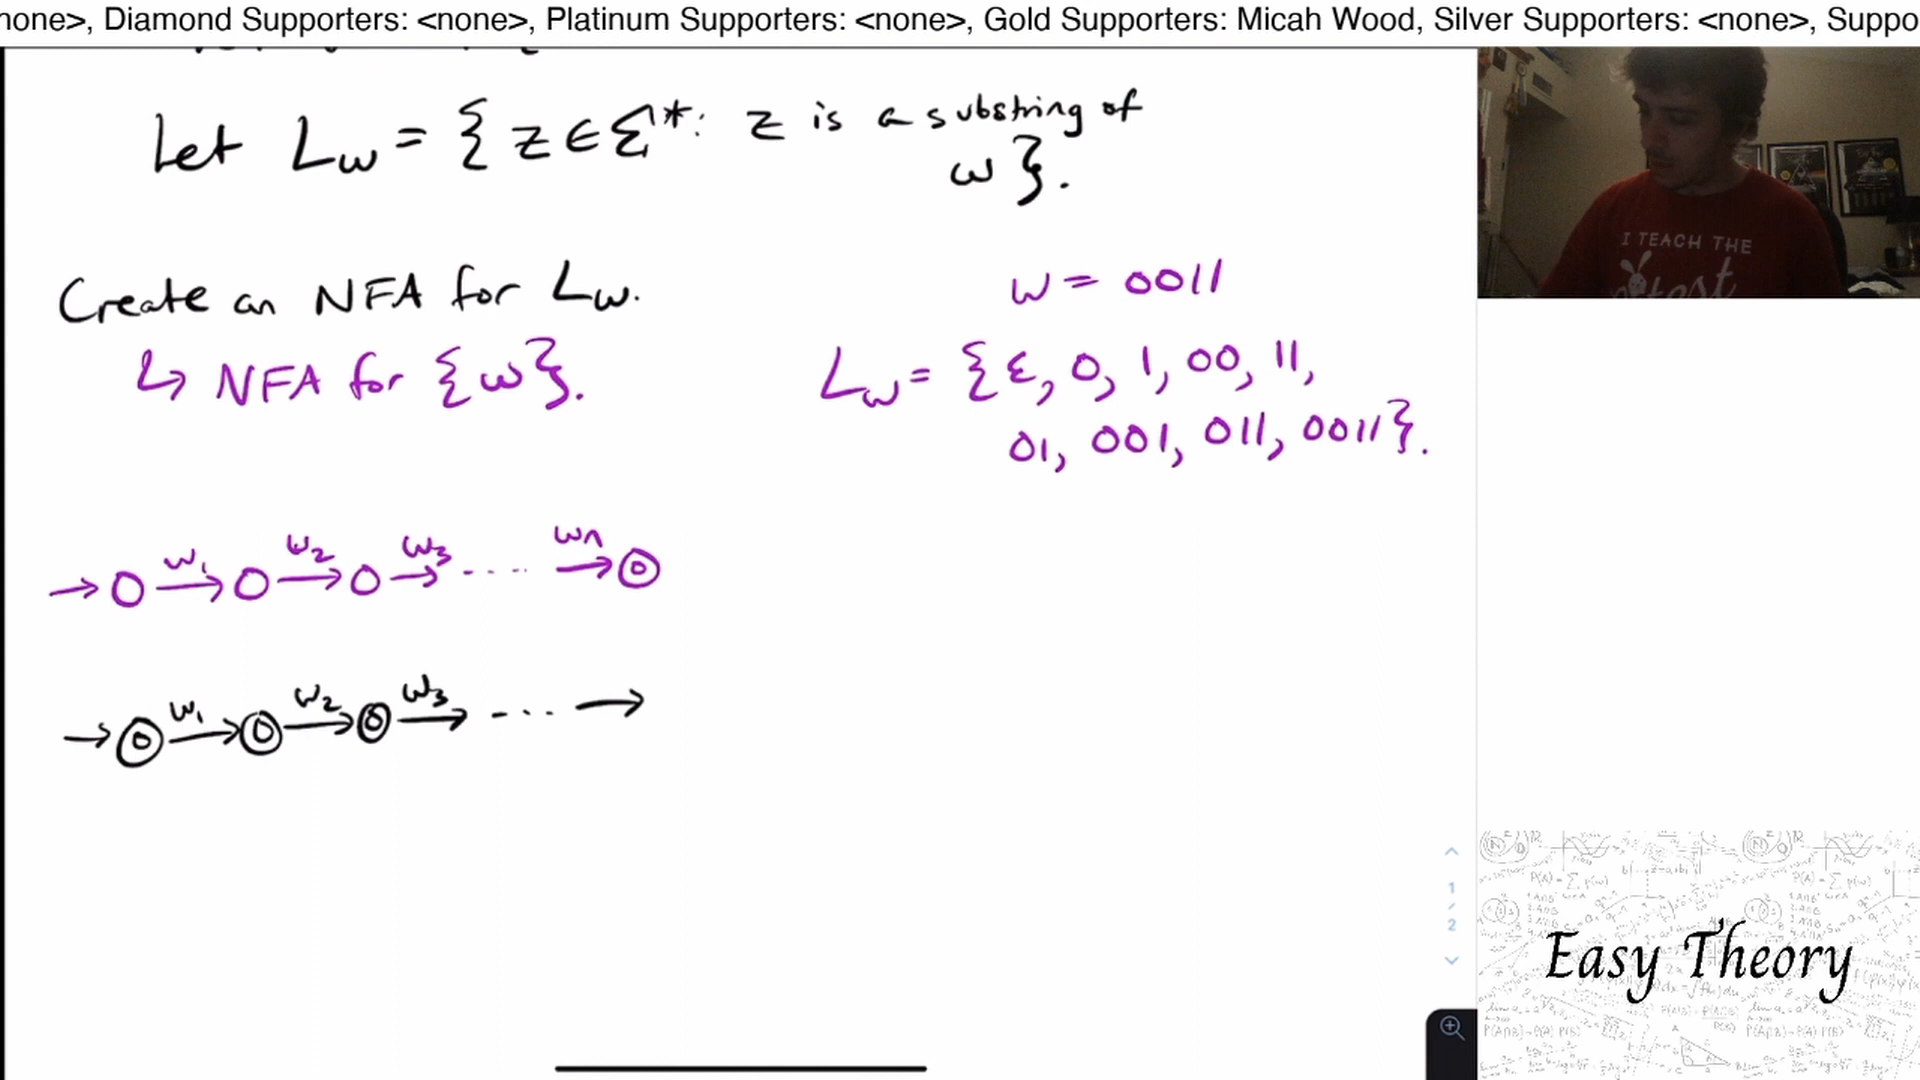 none>, Diamond Supporters: <none>, Platinum Supporters: <none>, Gold Supporters: Micah Wood, Silver Supporters: <none>, Suppo
Let Lw = { z ∈ Σ*: z is a substring of
w }.
Create an NFA for Lw.
↳ NFA for {w}.
w = 0011
Lw = {ε, 0, 1, 00, 11,
01, 001, 011, 0011}.
w1 w2 w3 .... wn
w1 w2 w3 ....
I TEACH THE
1
2
Easy Theory